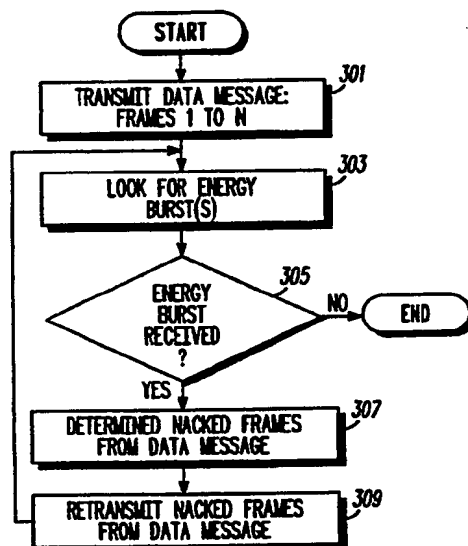 START
301
TRANSMIT DATA MESSAGE:
FRAMES 1 TO N
303
LOOK FOR ENERGY
BURST(S)
305
ENERGY
BURST
RECEIVED
?
NO
END
YES
307
DETERMINED NACKED FRAMES
FROM DATA MESSAGE
309
RETRANSMIT NACKED FRAMES
FROM DATA MESSAGE